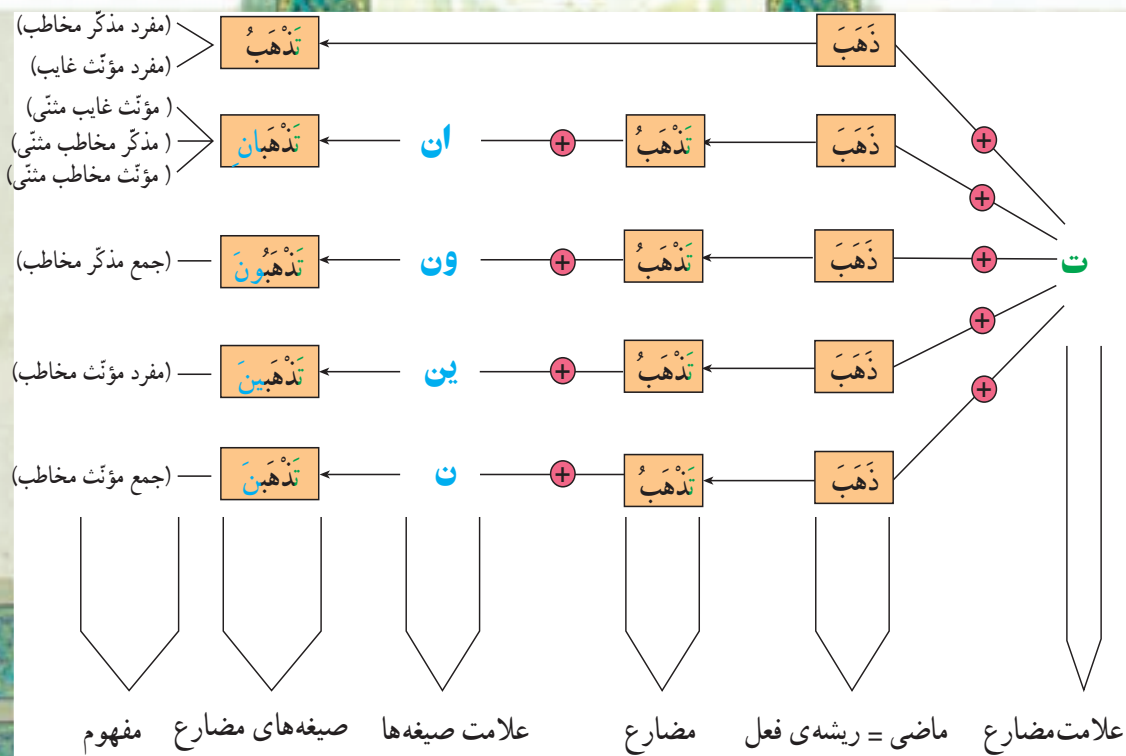 ت
+ ذَهَبَ تَذْهَبُ (مفرد مذکّر مخاطب)
(مفرد مؤنّث غایب)
+ ذَهَبَ تَذْهَبُ + ان تَذْهَبانِ ( مؤنّث غایب مثنّی)
( مذکّر مخاطب مثنّی)
( مؤنّث مخاطب مثنّی)
+ ذَهَبَ تَذْهَبُ + ون تَذْهَبُونَ (جمع مذکّر مخاطب)
+ ذَهَبَ تَذْهَبُ + ین تَذْهَبینَ (مفرد مؤنّث مخاطب)
+ ذَهَبَ تَذْهَبُ + ن تَذْهَبنَ (جمع مؤنّث مخاطب)
علامت مضارع ماضی = ریشه‌ی فعل مضارع علامت صیغه‌ها صیغه‌های مضارع مفهوم